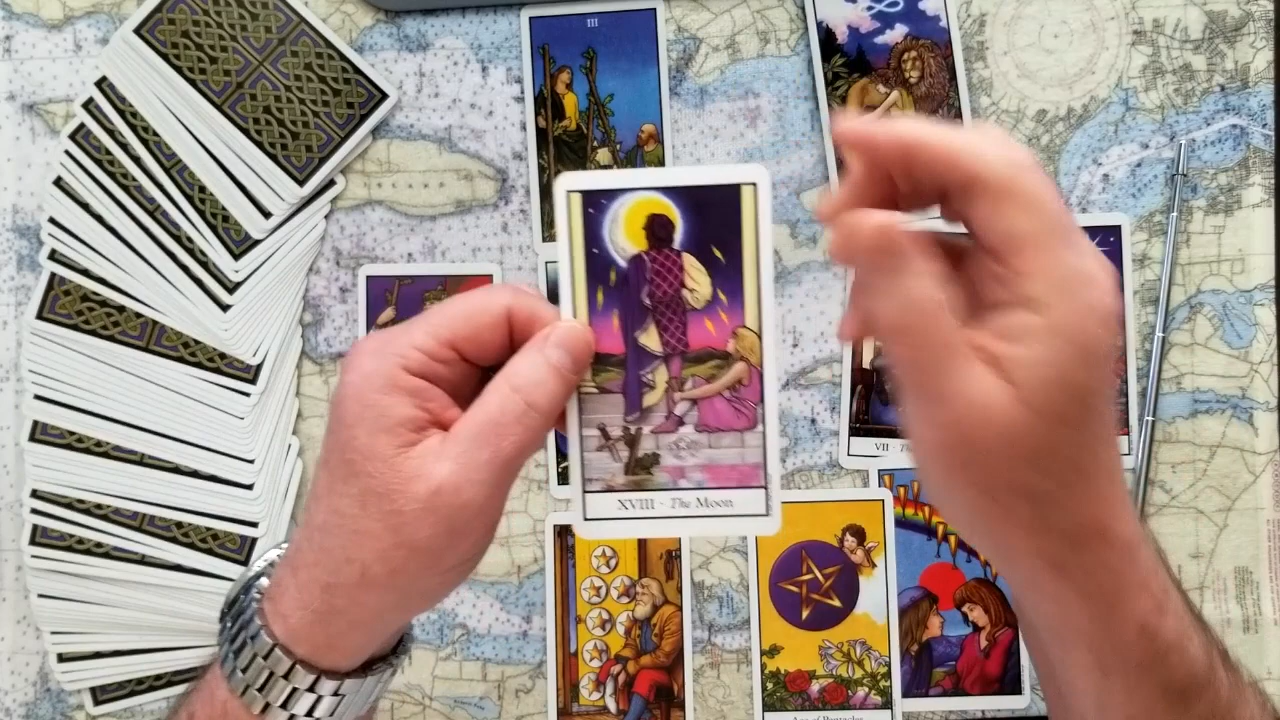 III
XVIII - The Moon
VII - T
Ace of Pentacles